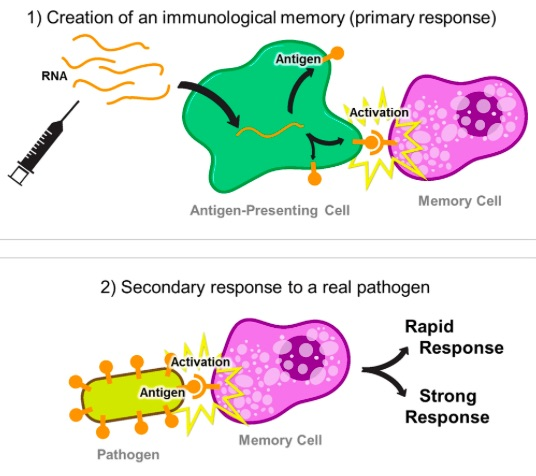 1) Creation of an immunological memory (primary response)
RNA
Antigen
Activation
Antigen-Presenting Cell
Memory Cell
2) Secondary response to a real pathogen
Activation
Antigen
Pathogen
Memory Cell
Rapid
Response
Strong
Response